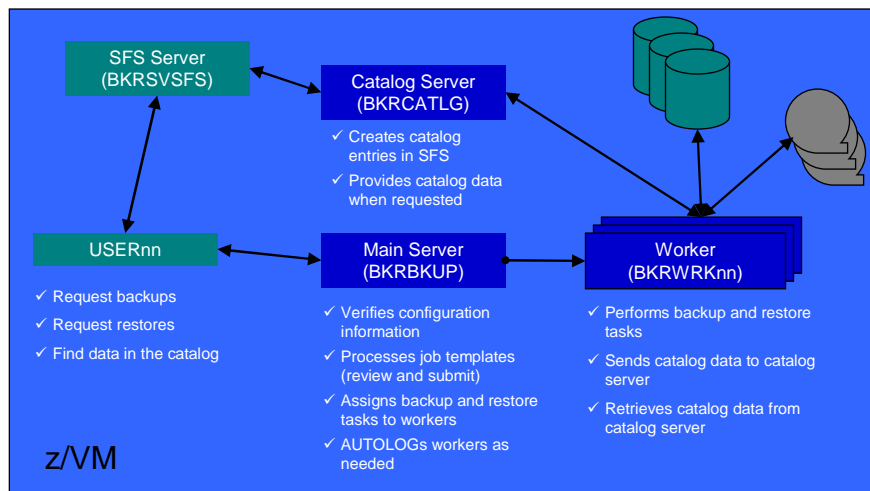 SFS Server
(BKRSVSFS)
Catalog Server
(BKRCATLG)
✓ Creates catalog
entries in SFS
✓ Provides catalog data
when requested
USERnn
✓ Request backups
✓ Request restores
✓ Find data in the catalog
Main Server
(BKRBKUP)
✓ Verifies configuration
information
✓ Processes job templates
(review and submit)
✓ Assigns backup and restore
tasks to workers
✓ AUTOLOGs workers as
needed
Worker
(BKRWRKnn)
✓ Performs backup and restore
tasks
✓ Sends catalog data to catalog
server
✓ Retrieves catalog data from
catalog server
z/VM